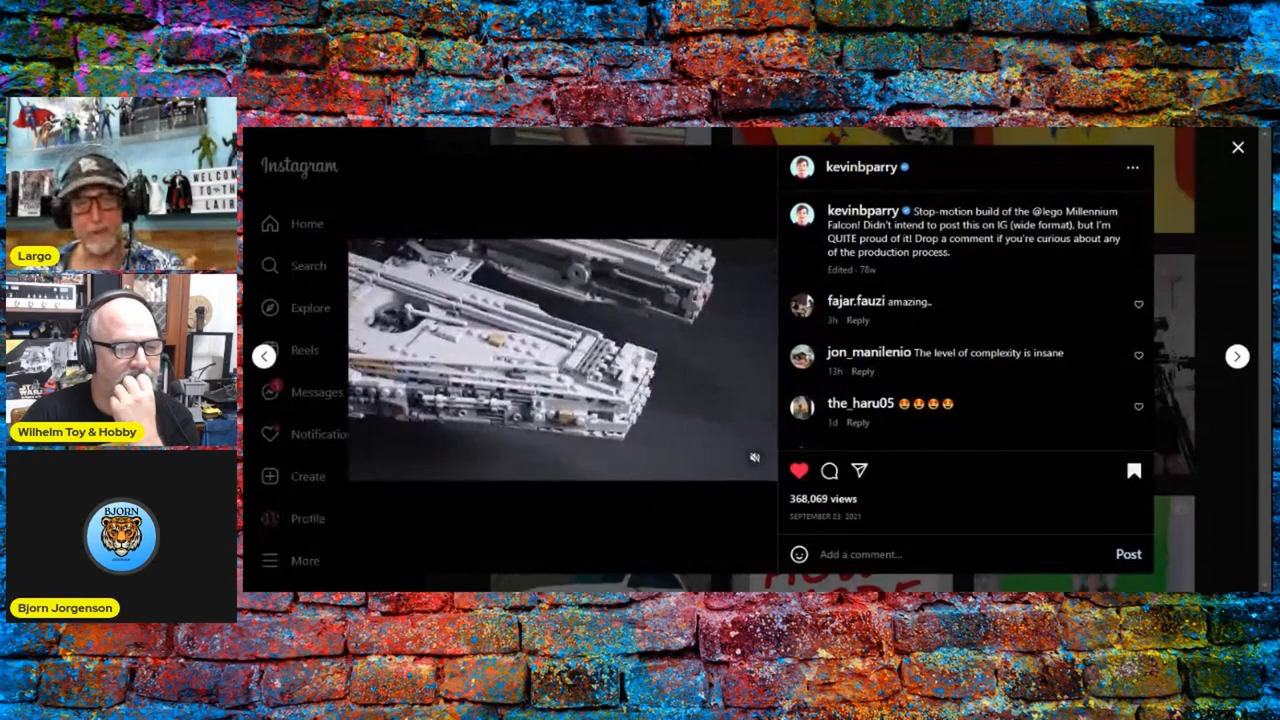 WELCOM
TO THE
LAIR
Largo
Wilhelm Toy & Hobby
BJORN
Bjorn Jorgenson
Instagram
Home
Search
Explore
Reels
Messages
Notification
Create
Profile
More
kevinbparry
kevinbparry Stop-motion build of the @lego Millennium
Falcon! Didn't intend to post this on IG (wide format), but I'm
QUITE proud of it! Drop a comment if you're curious about any
of the production process.
Edited · 78w
fajar.fauzi amazing..
3h Reply
jon_manilenio The level of complexity is insane
13h Reply
the_haru05 🤩🤩🤩🤩
1d Reply
368,069 views
SEPTEMBER 23, 2021
Add a comment...
Post